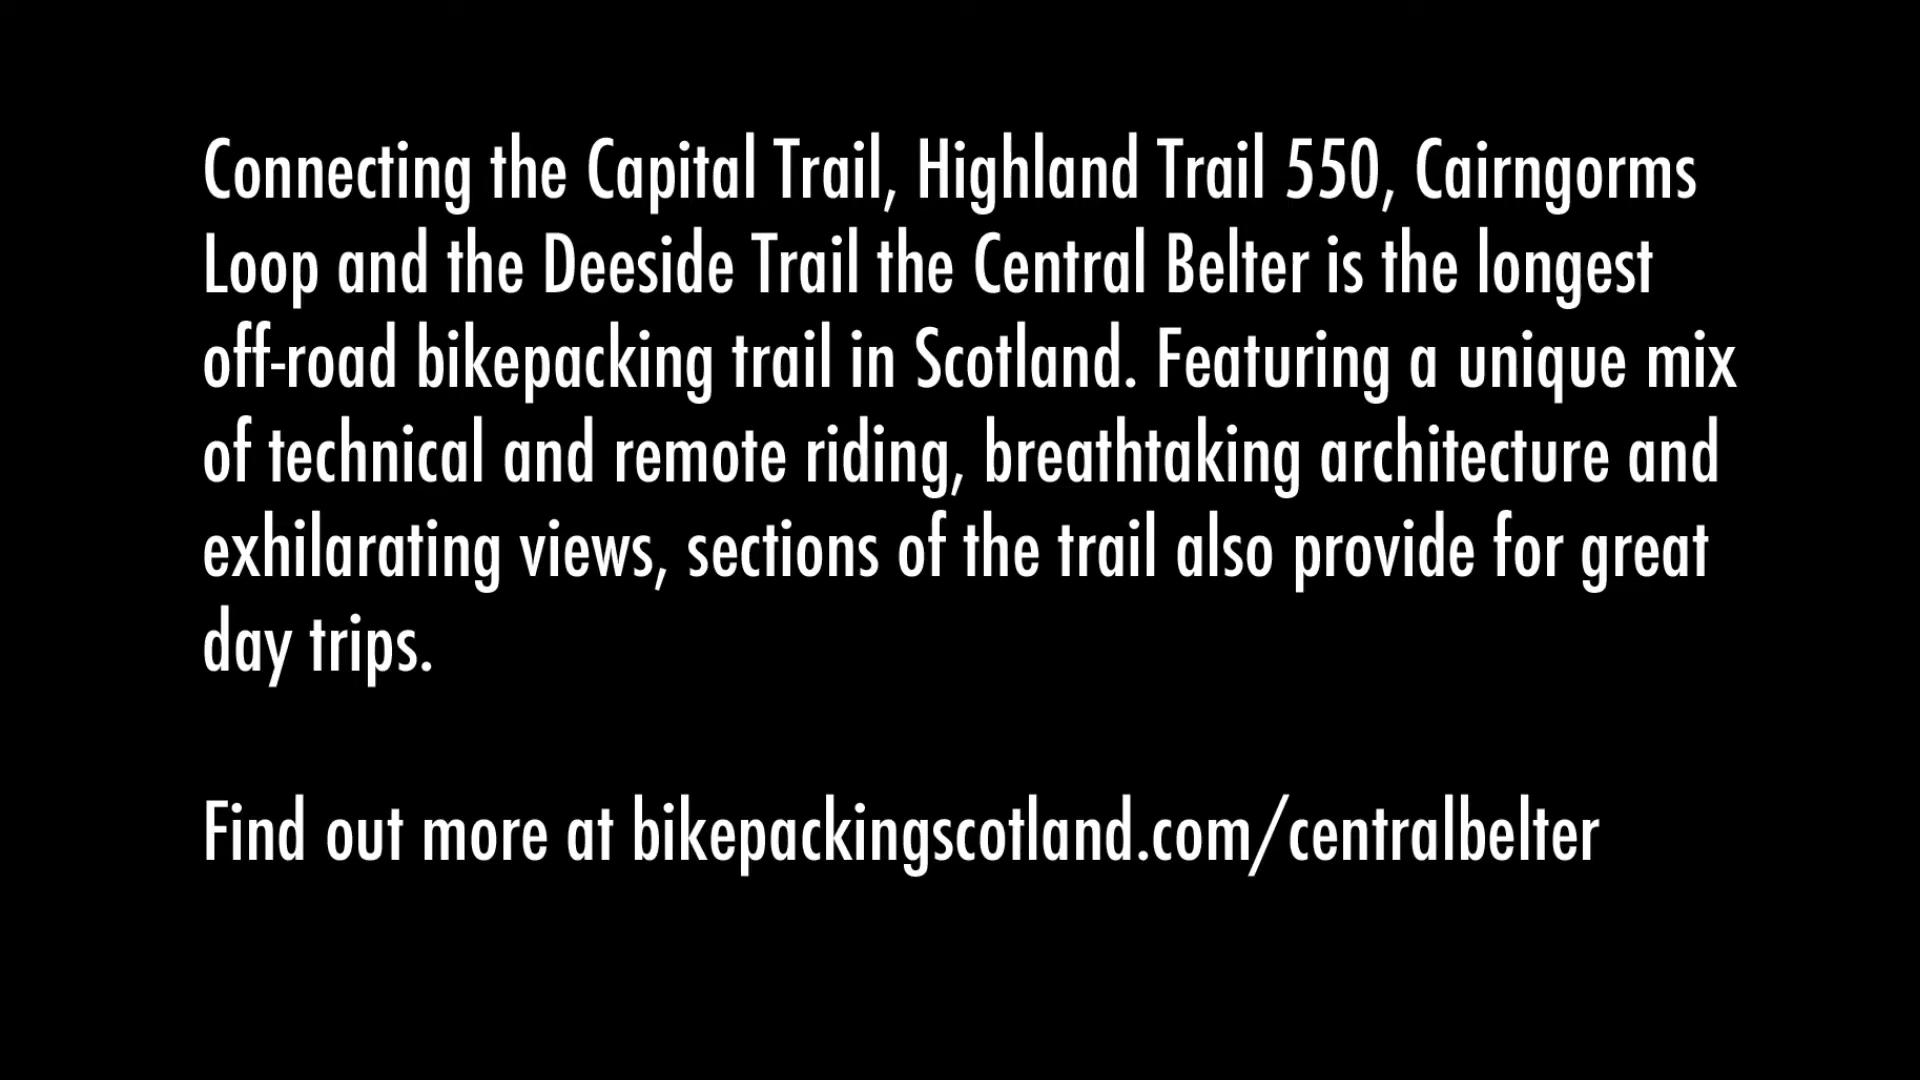 Connecting the Capital Trail, Highland Trail 550, Cairngorms
Loop and the Deeside Trail the Central Belter is the longest
off-road bikepacking trail in Scotland. Featuring a unique mix
of technical and remote riding, breathtaking architecture and
exhilarating views, sections of the trail also provide for great
day trips.
Find out more at bikepackingscotland.com/centralbelter